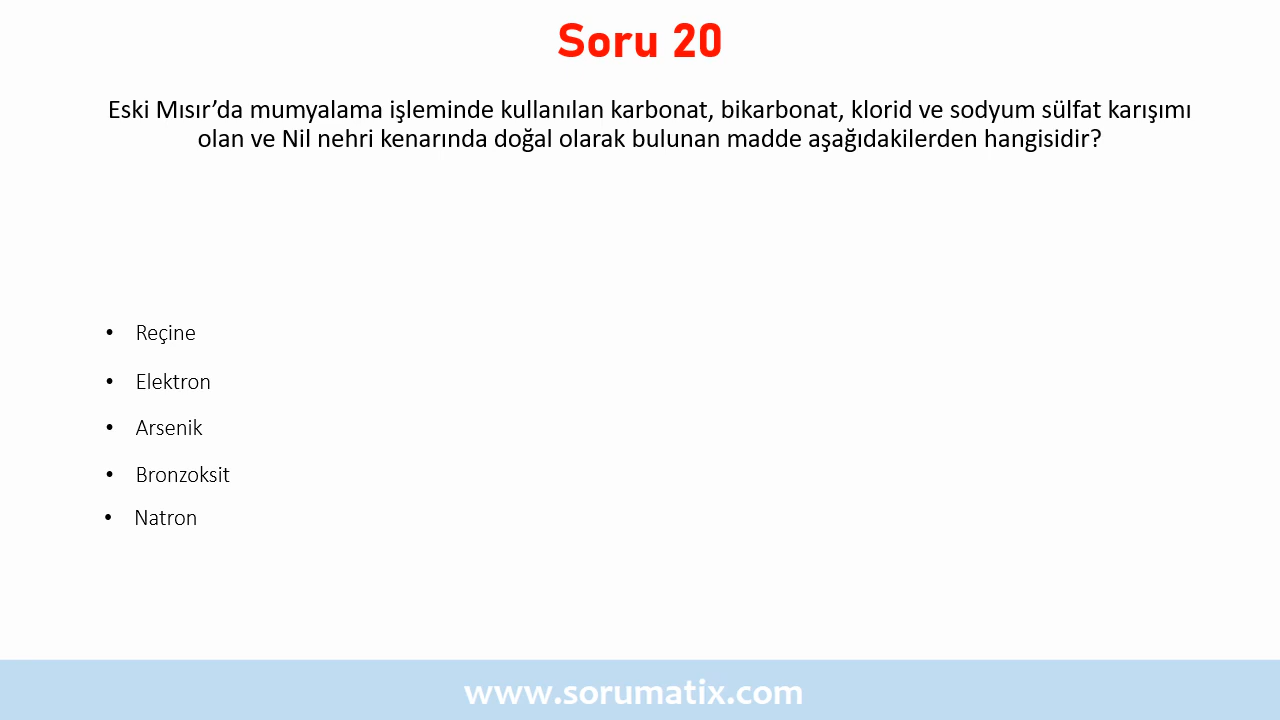 Soru 20
Eski Mısır’da mumyalama işleminde kullanılan karbonat, bikarbonat, klorid ve sodyum sülfat karışımı
olan ve Nil nehri kenarında doğal olarak bulunan madde aşağıdakilerden hangisidir?
• Reçine
• Elektron
• Arsenik
• Bronzoksit
• Natron
www.sorumatix.com